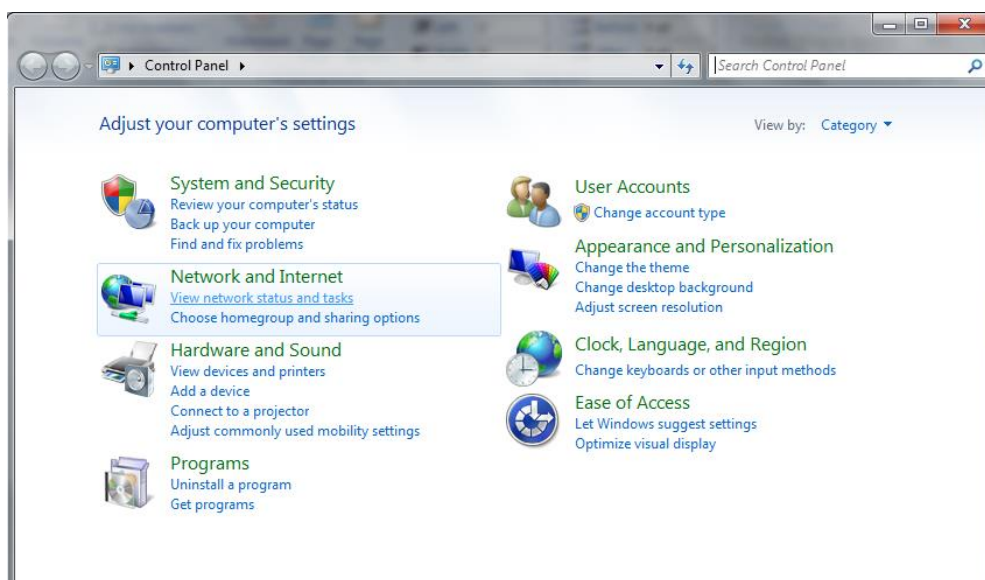 Control Panel
Search Control Panel
Adjust your computer's settings
View by: Category
System and Security
Review your computer's status
Back up your computer
Find and fix problems
Network and Internet
View network status and tasks
Choose homegroup and sharing options
Hardware and Sound
View devices and printers
Add a device
Connect to a projector
Adjust commonly used mobility settings
Programs
Uninstall a program
Get programs
User Accounts
Change account type
Appearance and Personalization
Change the theme
Change desktop background
Adjust screen resolution
Clock, Language, and Region
Change keyboards or other input methods
Ease of Access
Let Windows suggest settings
Optimize visual display